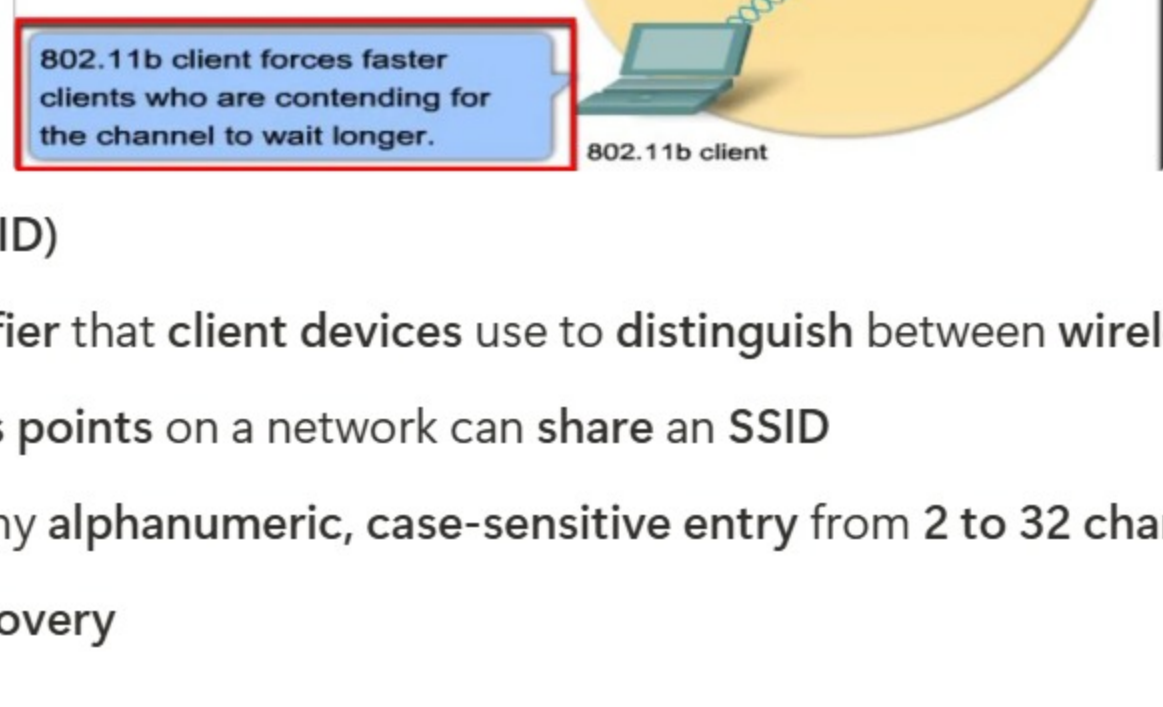 802.11b client forces faster
clients who are contending for
the channel to wait longer.
802.11b client
ID)
fier that client devices use to distinguish between wirel
s points on a network can share an SSID
ny alphanumeric, case-sensitive entry from 2 to 32 cha
overy